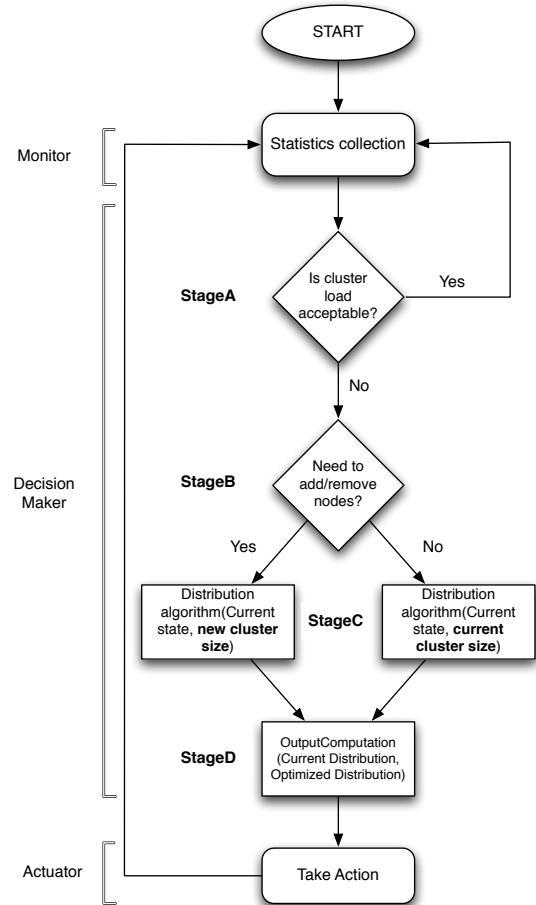 START
Monitor
Statistics collection
StageA
Is cluster
load
acceptable?
Yes
No
Decision
Maker
StageB
Need to
add/remove
nodes?
Yes
No
Distribution
algorithm(Current
state, new cluster
size)
StageC
Distribution
algorithm(Current
state, current
cluster size)
StageD
OutputComputation
(Current Distribution,
Optimized Distribution)
Actuator
Take Action